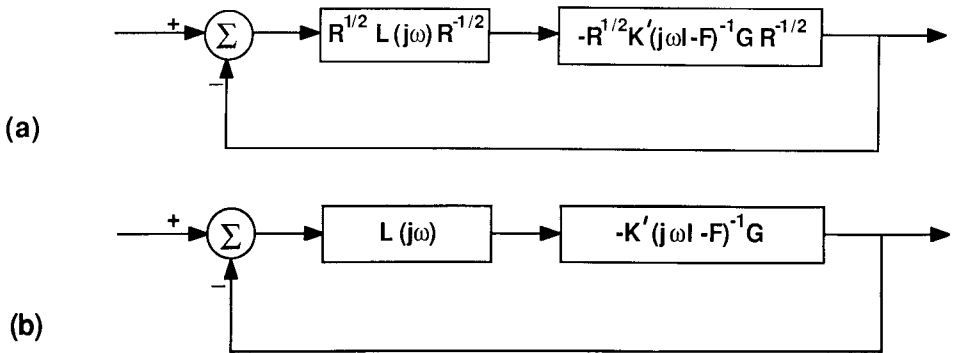 + Σ R^{1/2} L (jω) R^{-1/2} -R^{1/2}K′(jωI -F)^{-1}G R^{-1/2}
−
(a)
+ Σ L (jω) -K′(jωI -F)^{-1}G
−
(b)